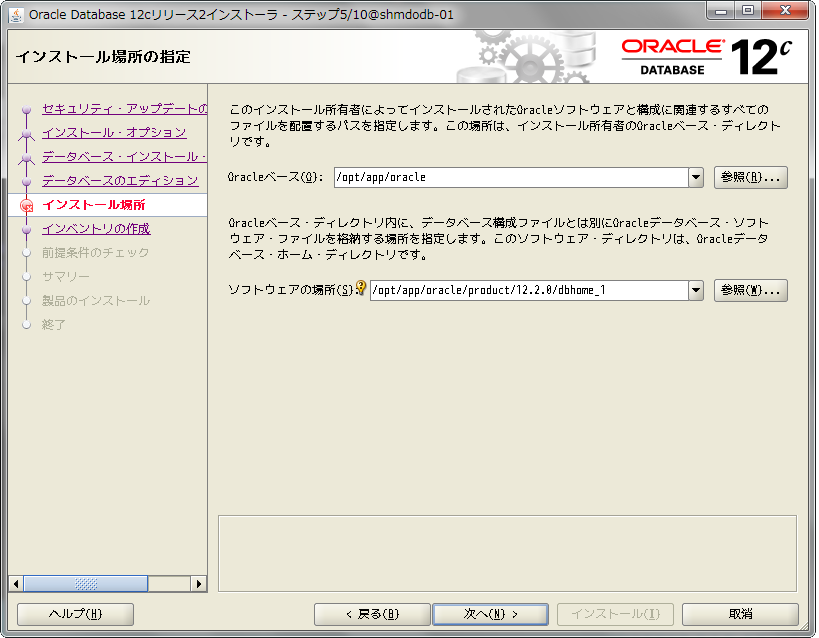 Oracle Database 12cリリース2インストーラ - ステップ5/10@shmdodb-01
インストール場所の指定
ORACLE
DATABASE
12c
セキュリティ・アップデートの
インストール・オプション
データベース・インストール・
データベースのエディション
インストール場所
インベントリの作成
前提条件のチェック
サマリー
製品のインストール
終了
このインストール所有者によってインストールされたOracleソフトウェアと構成に関連するすべての
ファイルを配置するパスを指定します。この場所は、インストール所有者のOracleベース・ディレクト
リです。
Oracleベース(O): /opt/app/oracle 参照(R)...
Oracleベース・ディレクトリ内に、データベース構成ファイルとは別にOracleデータベース・ソフト
ウェア・ファイルを格納する場所を指定します。このソフトウェア・ディレクトリは、Oracleデータ
ベース・ホーム・ディレクトリです。
ソフトウェアの場所(S): /opt/app/oracle/product/12.2.0/dbhome_1 参照(W)...
ヘルプ(H) < 戻る(B) 次へ(N) > インストール(I) 取消